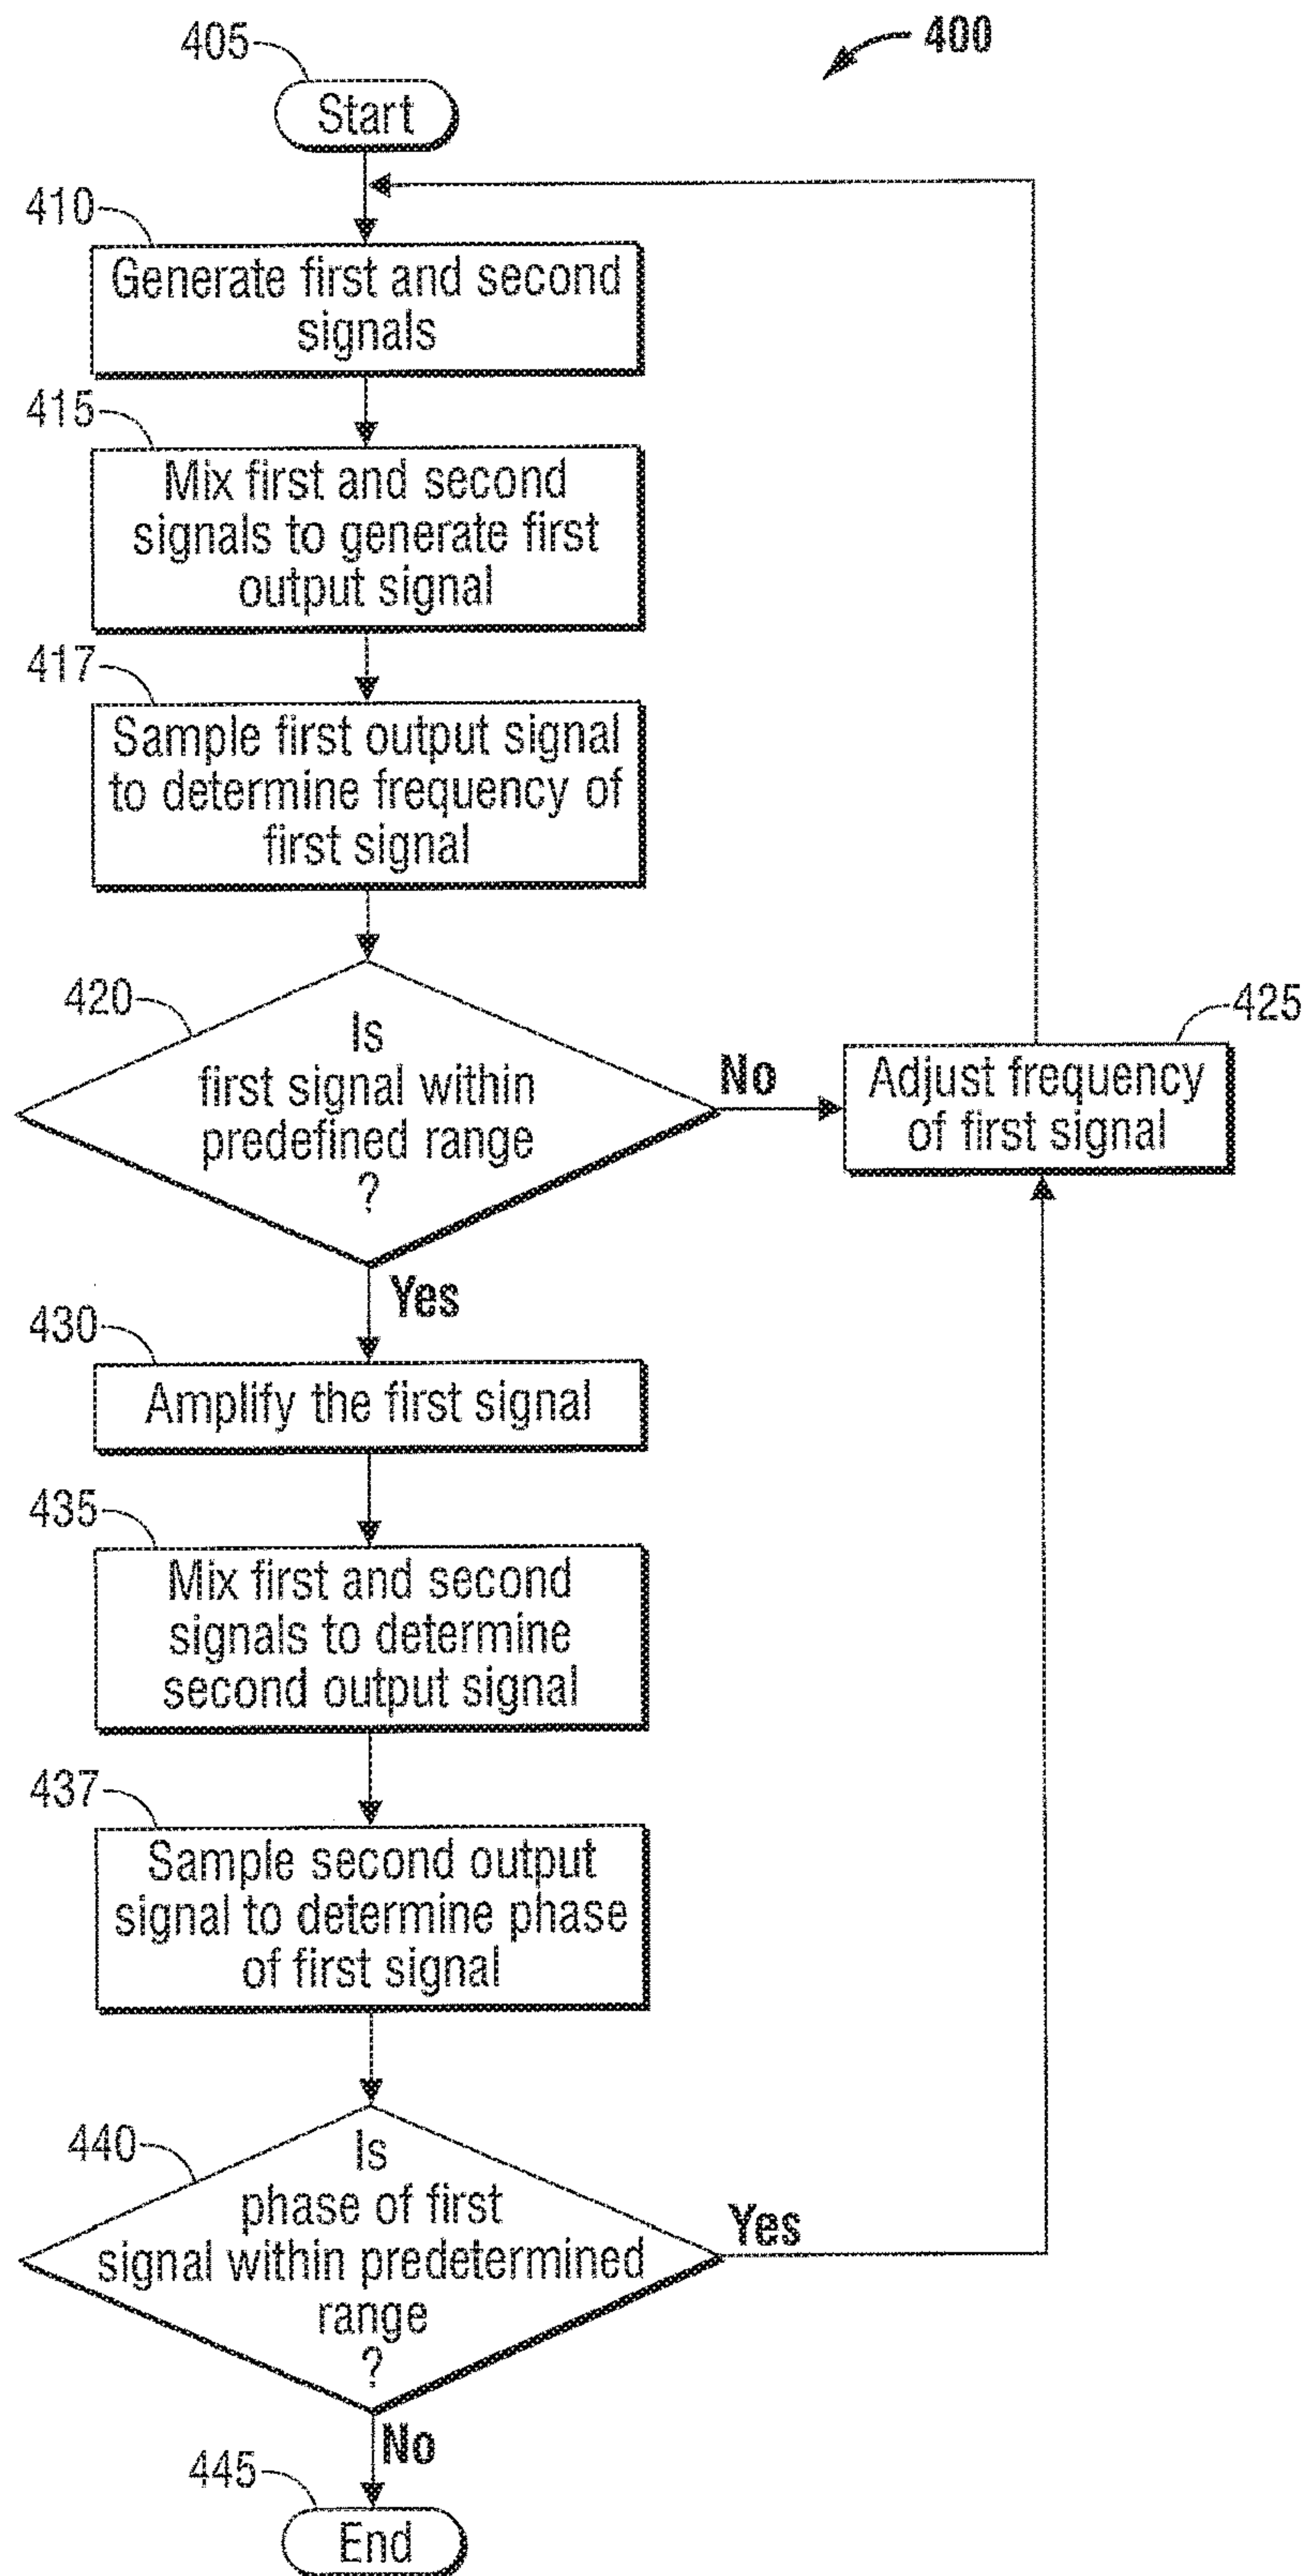 400
405
Start
410
Generate first and second
signals
415
Mix first and second
signals to generate first
output signal
417
Sample first output signal
to determine frequency of
first signal
420
Is
first signal within
predefined range
?
No
425
Adjust frequency
of first signal
Yes
430
Amplify the first signal
435
Mix first and second
signals to determine
second output signal
437
Sample second output
signal to determine phase
of first signal
440
Is
phase of first
signal within predetermined
range
?
Yes
No
445
End